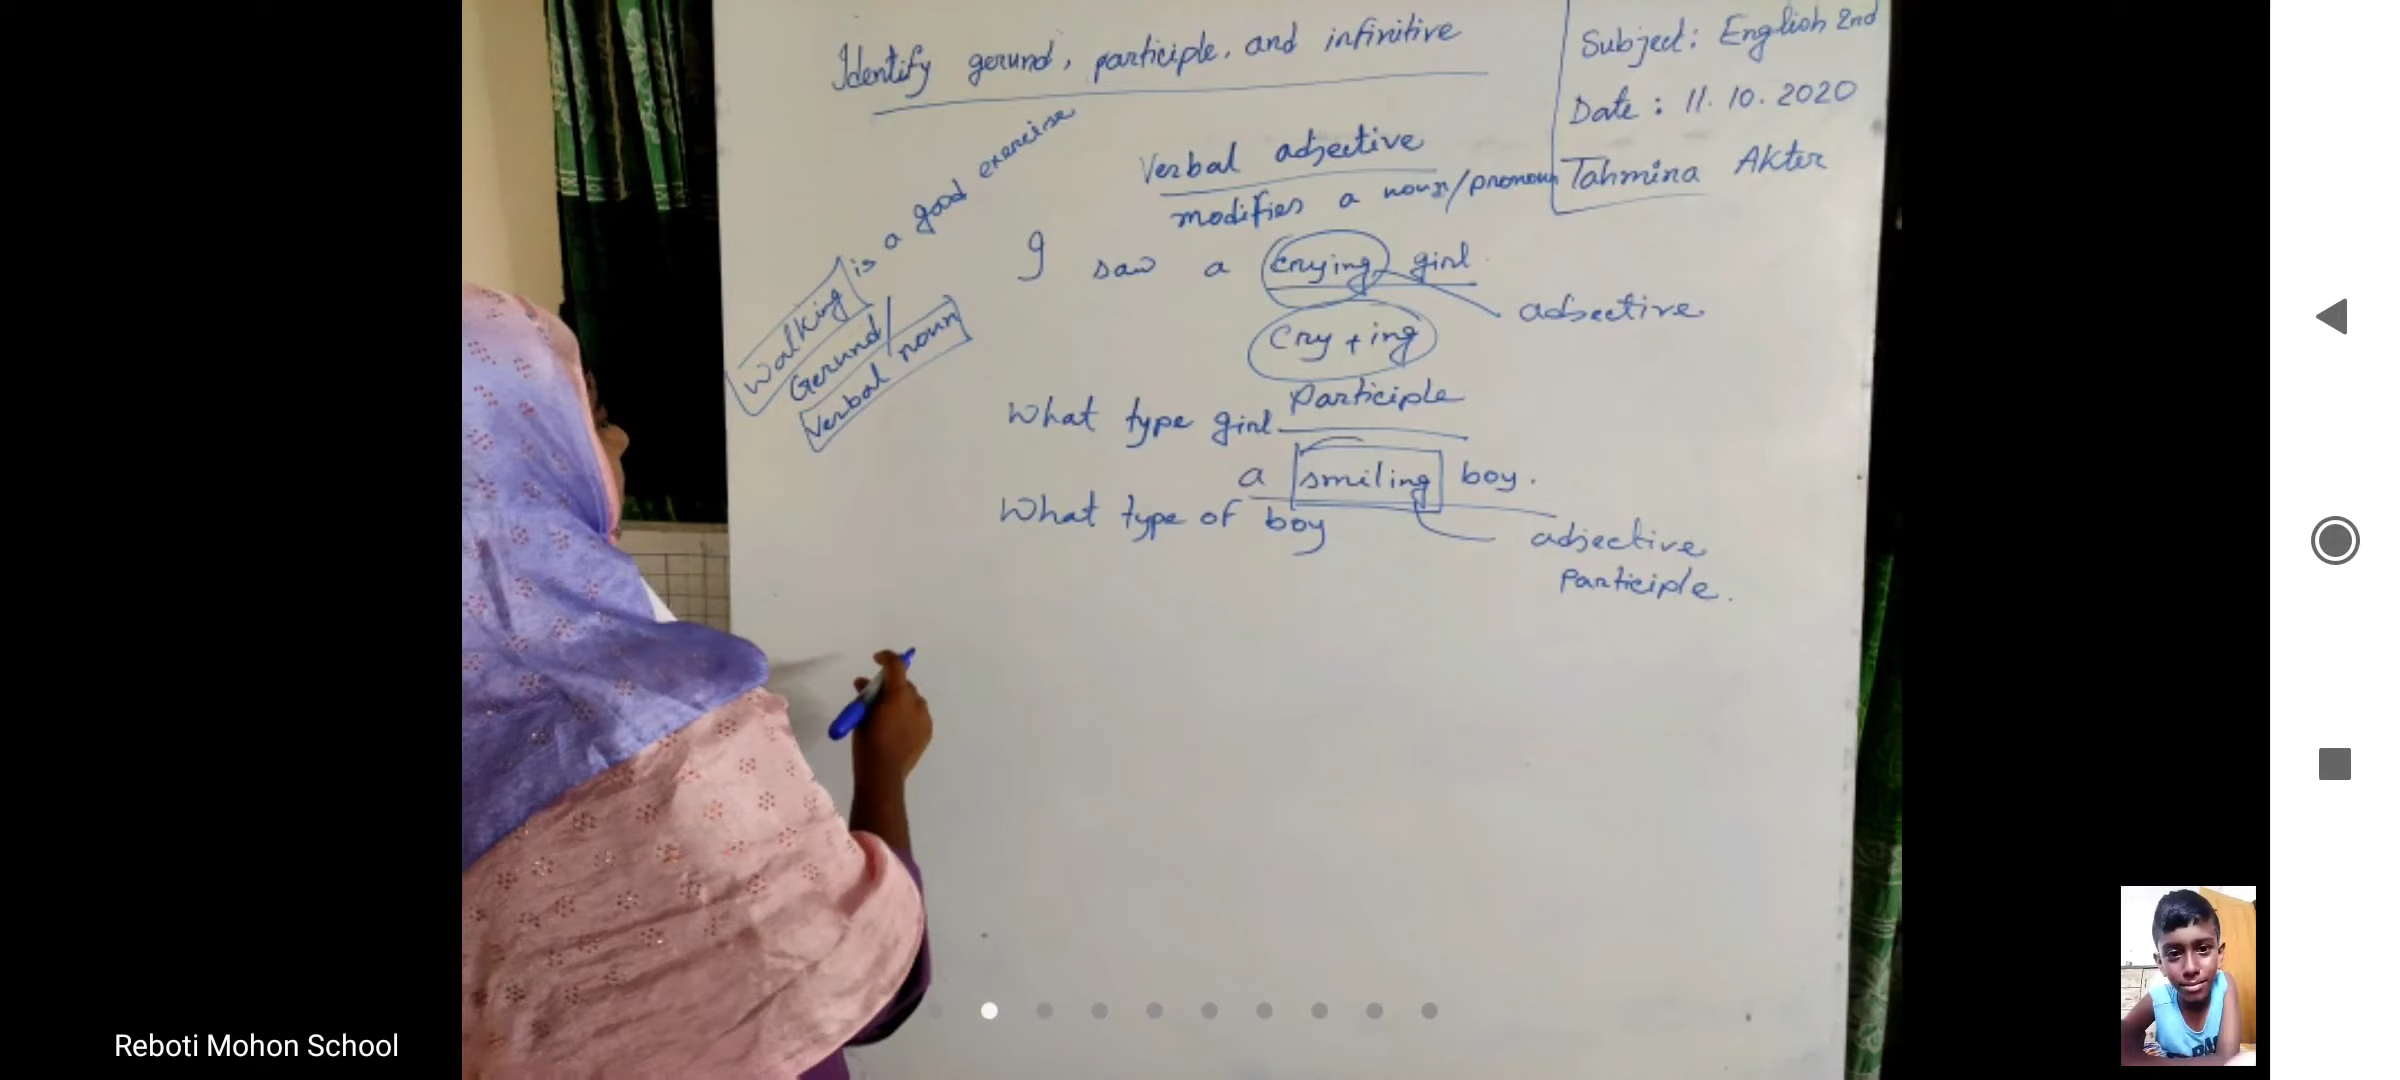 Identify gerund, participle, and infinitive
Subject: English 2nd
Date: 11.10.2020
Tahmina Akter
Walking is a good exercise
Gerund/
Verbal noun
Verbal adjective
modifies a noun/pronoun
I saw a crying girl.
adjective
Cry + ing
Participle
What type girl
a smiling boy.
What type of boy
adjective
Participle.
Reboti Mohon School